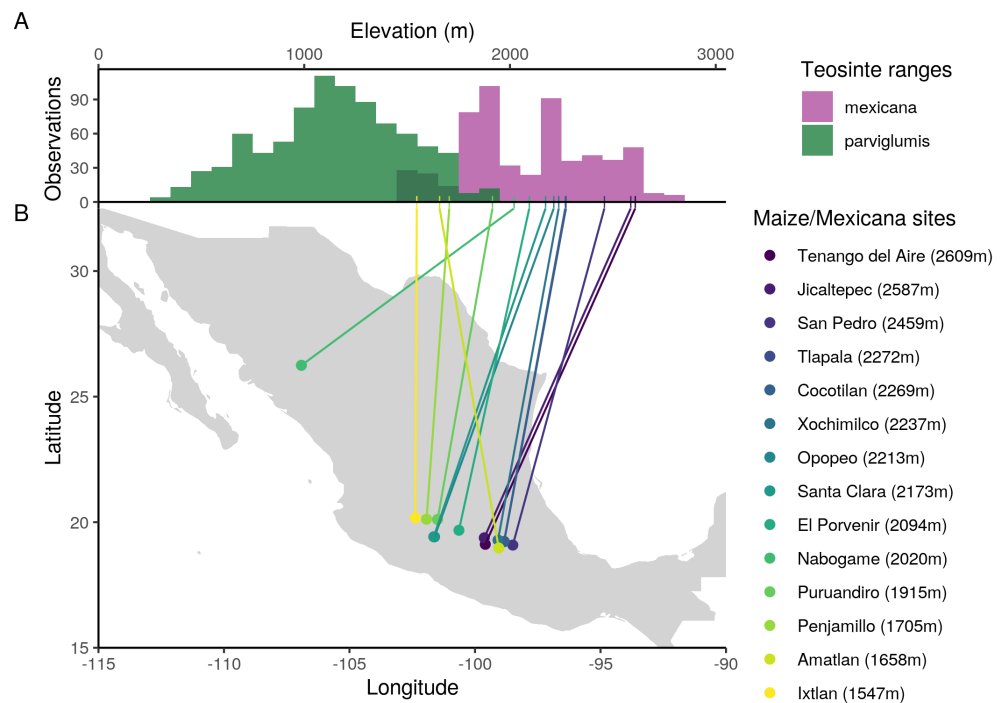 A
Elevation (m)
0 1000 2000 3000
Observations
90
60
30
0
Teosinte ranges
mexicana
parviglumis
B
Latitude
30
25
20
15
-115 -110 -105 -100 -95 -90
Longitude
Maize/Mexicana sites
Tenango del Aire (2609m)
Jicaltepec (2587m)
San Pedro (2459m)
Tlapala (2272m)
Cocotilan (2269m)
Xochimilco (2237m)
Opopeo (2213m)
Santa Clara (2173m)
El Porvenir (2094m)
Nabogame (2020m)
Puruandiro (1915m)
Penjamillo (1705m)
Amatlan (1658m)
Ixtlan (1547m)